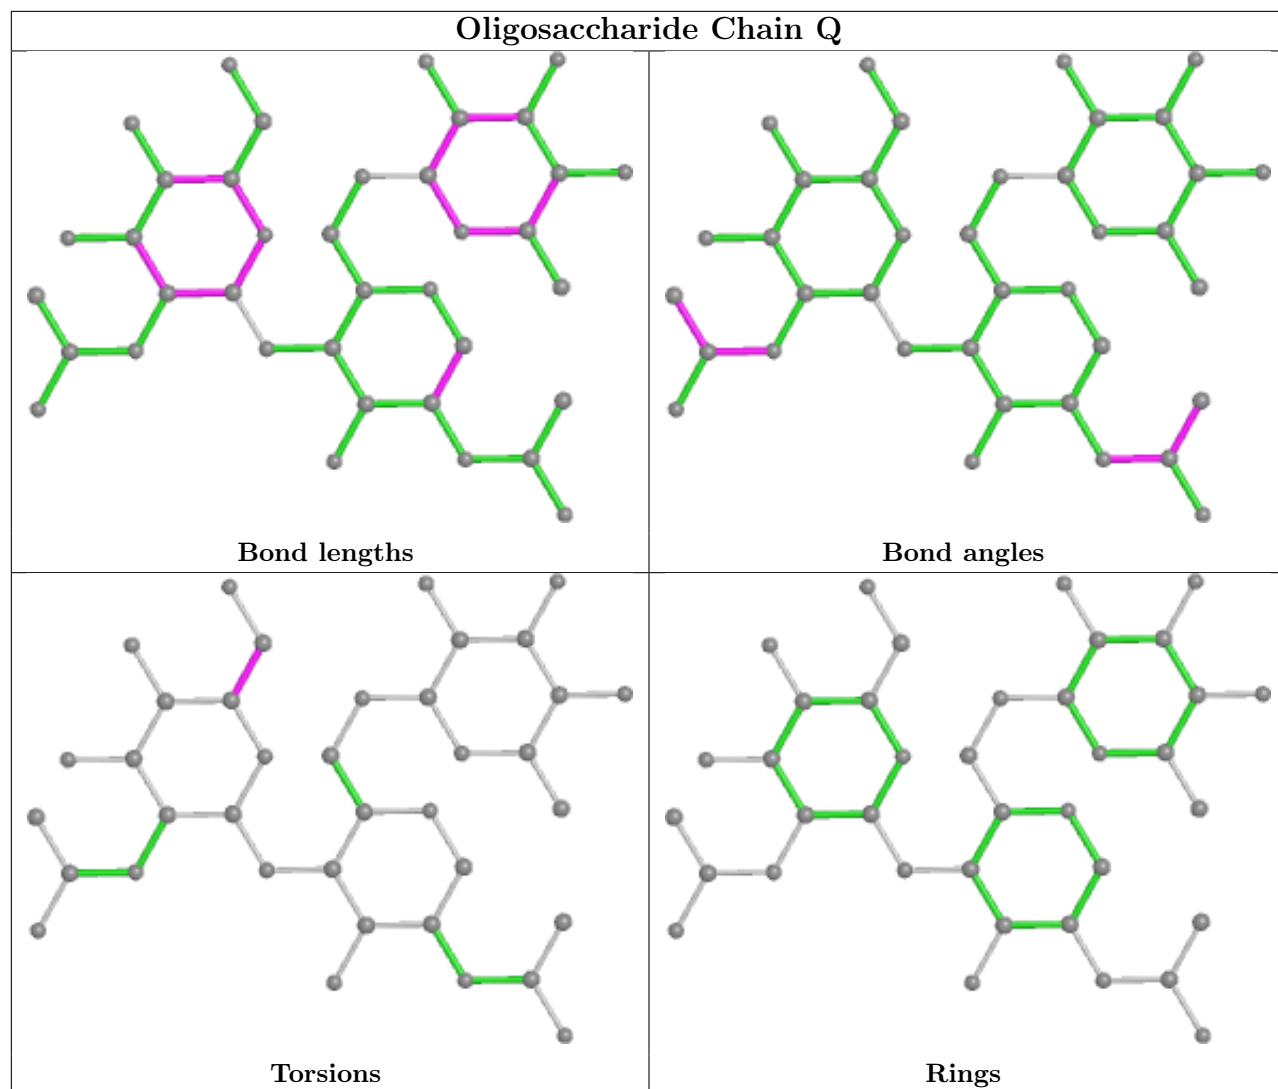 Oligosaccharide Chain Q
Bond lengths
Bond angles
Torsions
Rings